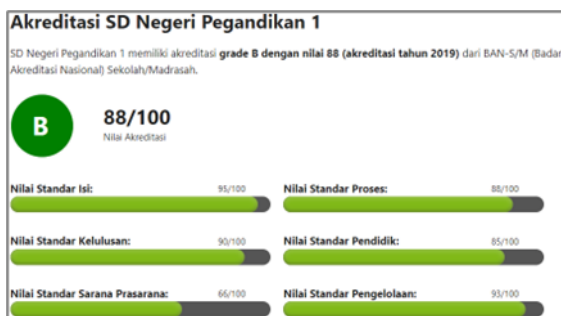 Akreditasi SD Negeri Pegandikan 1
SD Negeri Pegandikan 1 memiliki akreditasi grade B dengan nilai 88 (akreditasi tahun 2019) dari BAN-S/M (Badan
Akreditasi Nasional) Sekolah/Madrasah.
B
88/100
Nilai Akreditasi
Nilai Standar Isi: 95/100 Nilai Standar Proses: 88/100
Nilai Standar Kelulusan: 90/100 Nilai Standar Pendidik: 85/100
Nilai Standar Sarana Prasarana: 66/100 Nilai Standar Pengelolaan: 93/100